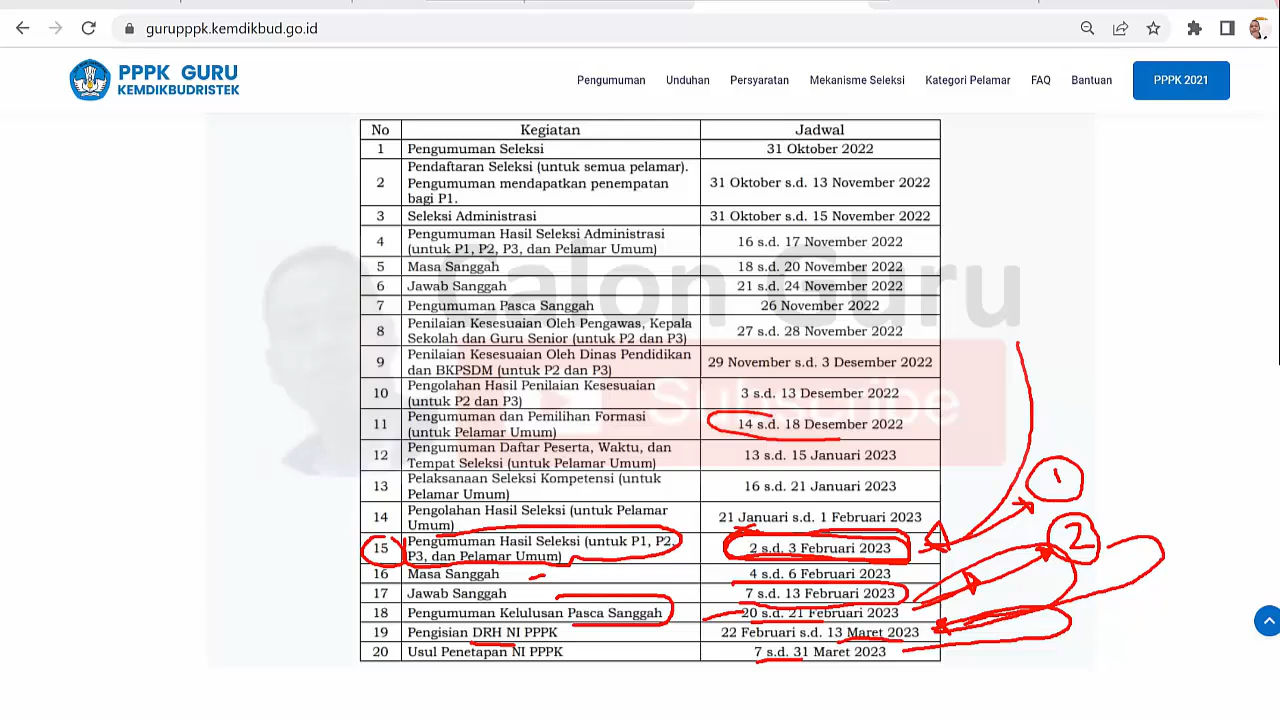 gurupppk.kemdikbud.go.id
PPPK GURU
KEMDIKBUDRISTEK
Pengumuman Unduhan Persyaratan Mekanisme Seleksi Kategori Pelamar FAQ Bantuan PPPK 2021
No Kegiatan Jadwal
1 Pengumuman Seleksi 31 Oktober 2022
Pendaftaran Seleksi (untuk semua pelamar).
2 Pengumuman mendapatkan penempatan 31 Oktober s.d. 13 November 2022
bagi P1.
3 Seleksi Administrasi 31 Oktober s.d. 15 November 2022
4 Pengumuman Hasil Seleksi Administrasi 16 s.d. 17 November 2022
(untuk P1, P2, P3, dan Pelamar Umum)
5 Masa Sanggah 18 s.d. 20 November 2022
6 Jawab Sanggah 21 s.d. 24 November 2022
7 Pengumuman Pasca Sanggah 26 November 2022
8 Penilaian Kesesuaian Oleh Pengawas, Kepala 27 s.d. 28 November 2022
Sekolah dan Guru Senior (untuk P2 dan P3)
9 Penilaian Kesesuaian Oleh Dinas Pendidikan 29 November s.d. 3 Desember 2022
dan BKPSDM (untuk P2 dan P3)
10 Pengolahan Hasil Penilaian Kesesuaian 3 s.d. 13 Desember 2022
(untuk P2 dan P3)
11 Pengumuman dan Pemilihan Formasi 14 s.d. 18 Desember 2022
(untuk Pelamar Umum)
12 Pengumuman Daftar Peserta, Waktu, dan 13 s.d. 15 Januari 2023
Tempat Seleksi (untuk Pelamar Umum)
13 Pelaksanaan Seleksi Kompetensi (untuk 16 s.d. 21 Januari 2023
Pelamar Umum)
14 Pengolahan Hasil Seleksi (untuk Pelamar 21 Januari s.d. 1 Februari 2023
Umum)
15 Pengumuman Hasil Seleksi (untuk P1, P2, 2 s.d. 3 Februari 2023
P3, dan Pelamar Umum)
16 Masa Sanggah 4 s.d. 6 Februari 2023
17 Jawab Sanggah 7 s.d. 13 Februari 2023
18 Pengumuman Kelulusan Pasca Sanggah 20 s.d. 21 Februari 2023
19 Pengisian DRH NI PPPK 22 Februari s.d. 13 Maret 2023
20 Usul Penetapan NI PPPK 7 s.d. 31 Maret 2023
Calon Guru
Subscribe
1
2